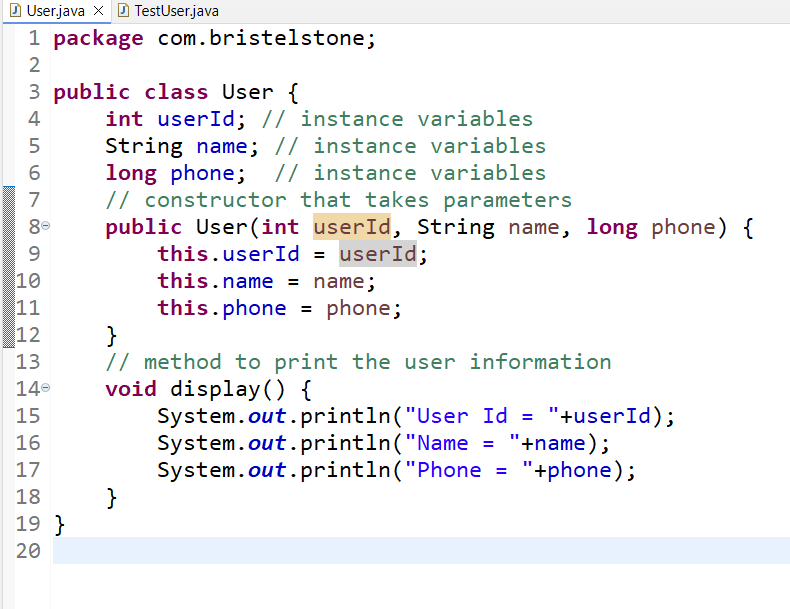 User.java TestUser.java
1 package com.bristelstone;
2
3 public class User {
4     int userId; // instance variables
5     String name; // instance variables
6     long phone;  // instance variables
7     // constructor that takes parameters
8     public User(int userId, String name, long phone) {
9         this.userId = userId;
10         this.name = name;
11         this.phone = phone;
12     }
13     // method to print the user information
14     void display() {
15         System.out.println("User Id = "+userId);
16         System.out.println("Name = "+name);
17         System.out.println("Phone = "+phone);
18     }
19 }
20